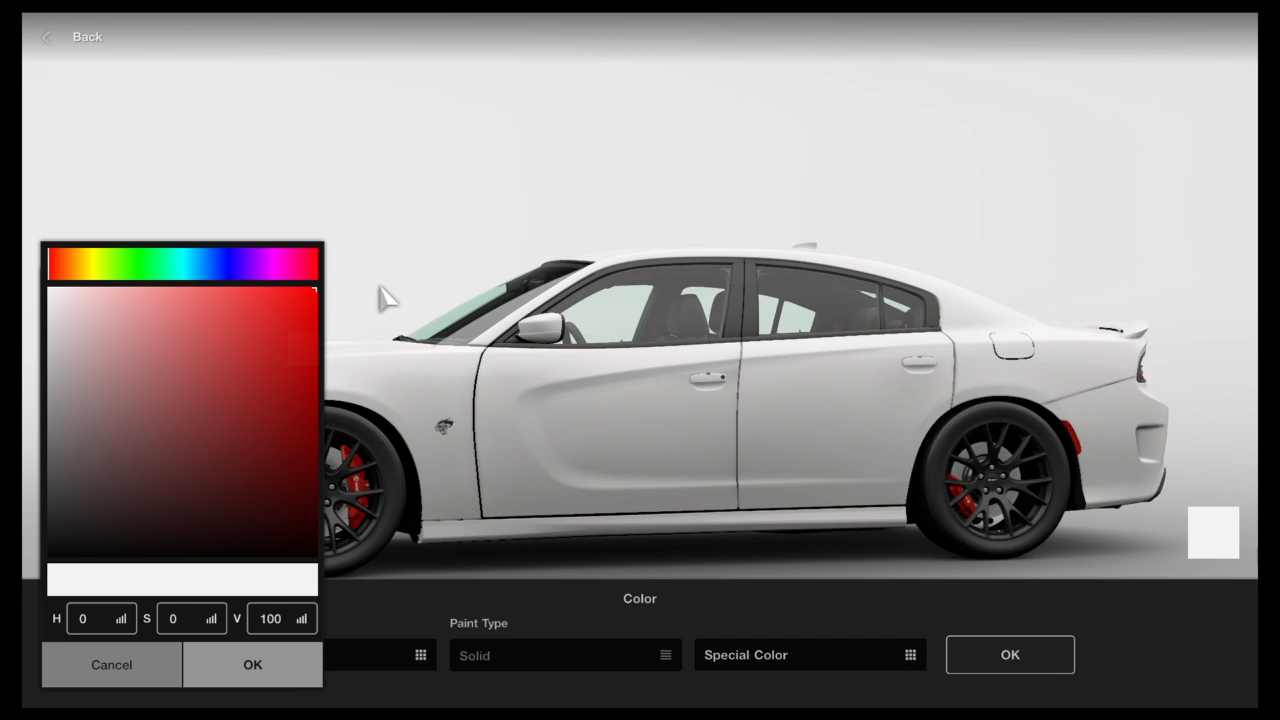 Back
Color
Paint Type
H 0 S 0 V 100
Solid
Special Color
OK
Cancel
OK